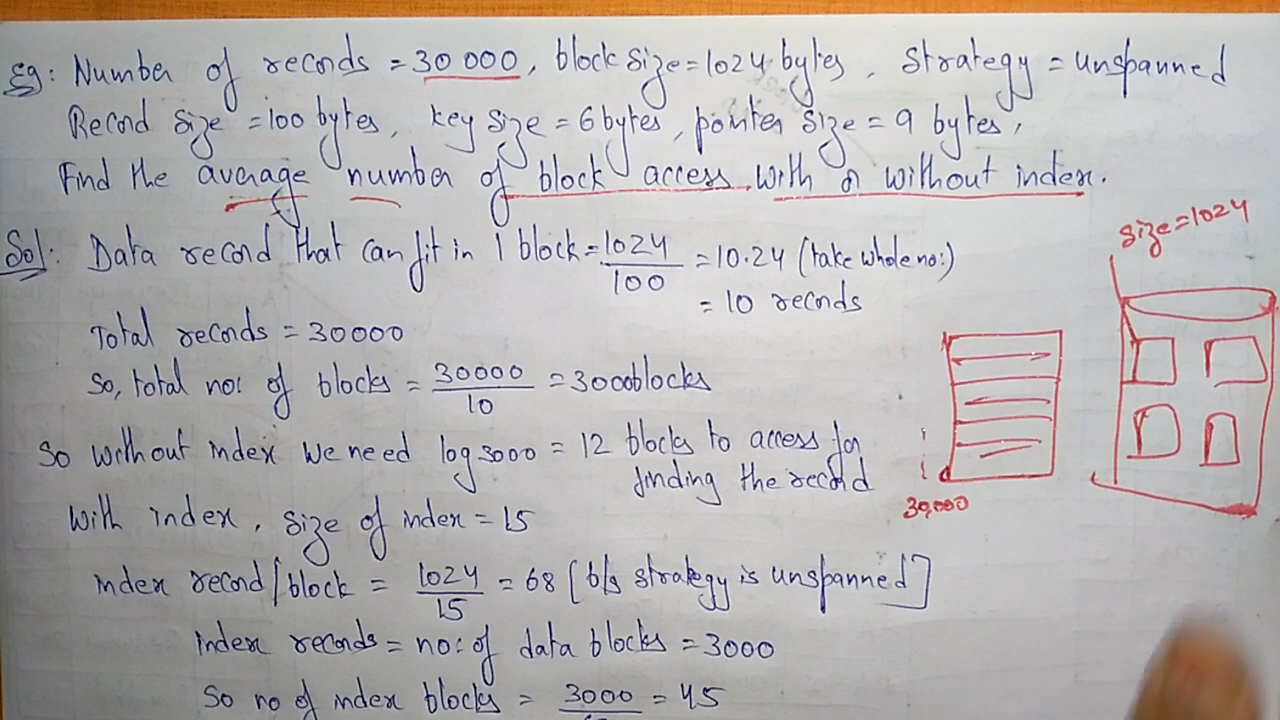 Eg: Number of records = 30 000, block size = 1024 bytes, strategy = unspanned
Record size = 100 bytes, key size = 6 bytes, pointer size = 9 bytes,
Find the average number of block access with & without index.
Sol: Data record that can fit in 1 block = 1024/100 = 10.24 (take whole no:)
= 10 records
Total records = 30000
So, total no: of blocks = 30000/10 = 3000 blocks
So without index we need log 3000 = 12 blocks to access for
finding the record
With index, size of index = 15
index record/block = 1024/15 = 68 [b/s strategy is unspanned]
index records = no: of data blocks = 3000
So no of index blocks = 3000 = 45
size = 1024
30,000